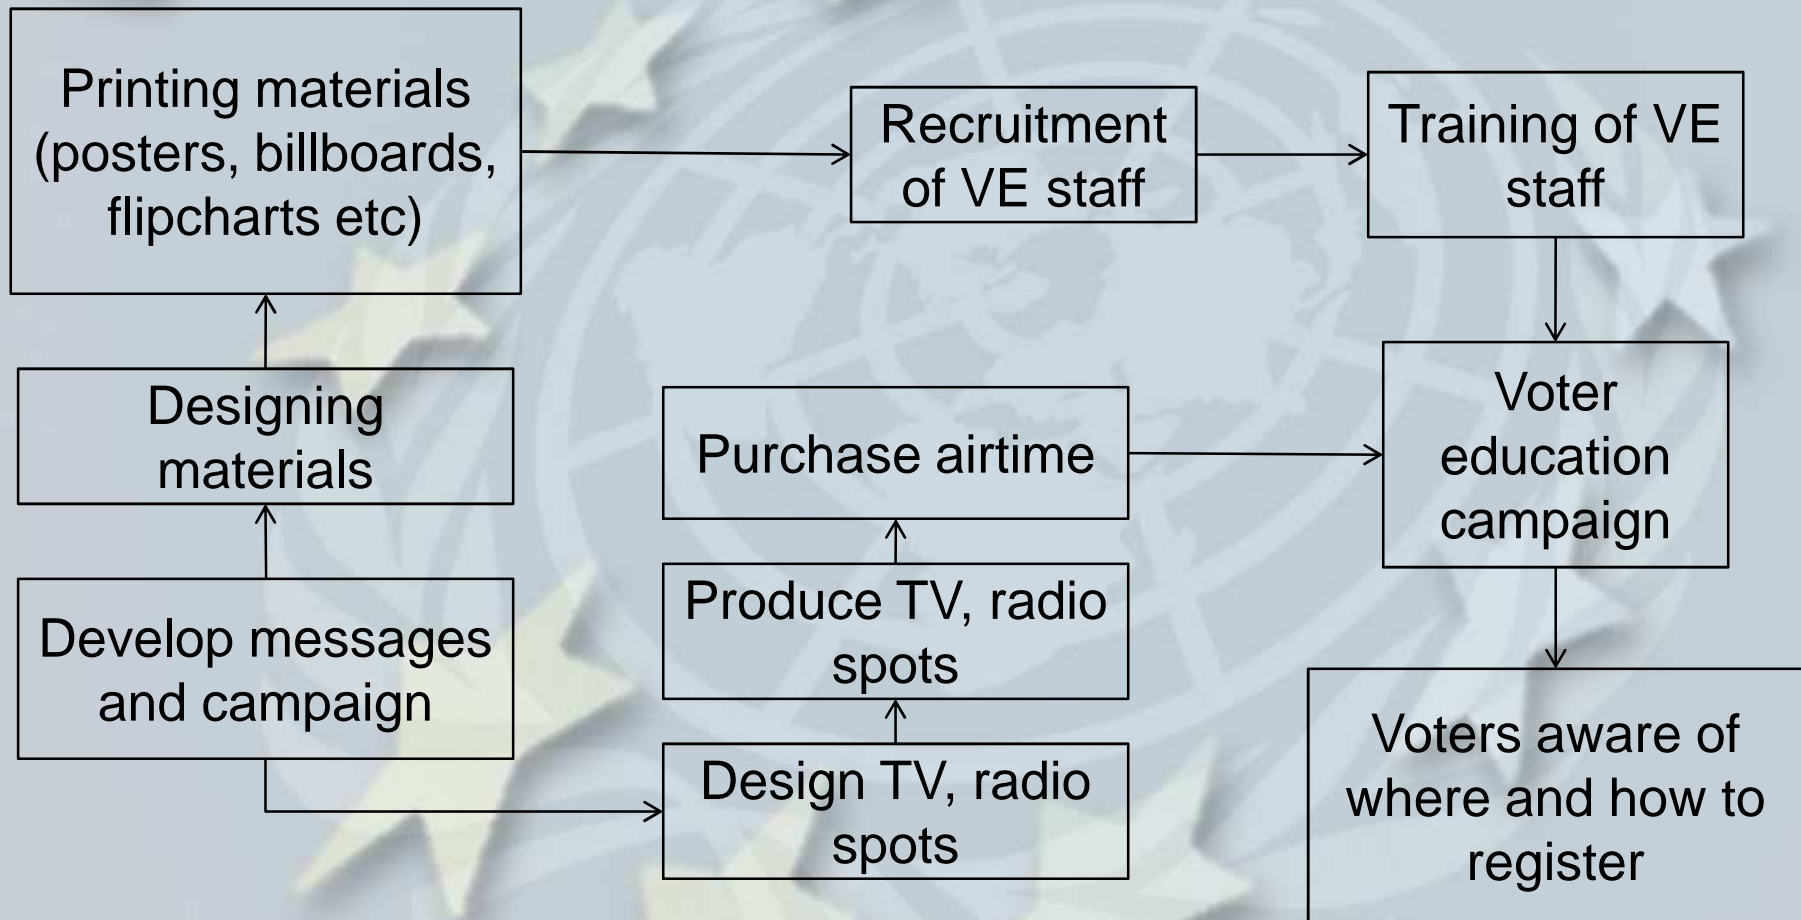 Printing materials
(posters, billboards,
flipcharts etc)
Recruitment
of VE staff
Training of VE
staff
Designing
materials
Purchase airtime
Voter
education
campaign
Develop messages
and campaign
Produce TV, radio
spots
Design TV, radio
spots
Voters aware of
where and how to
register